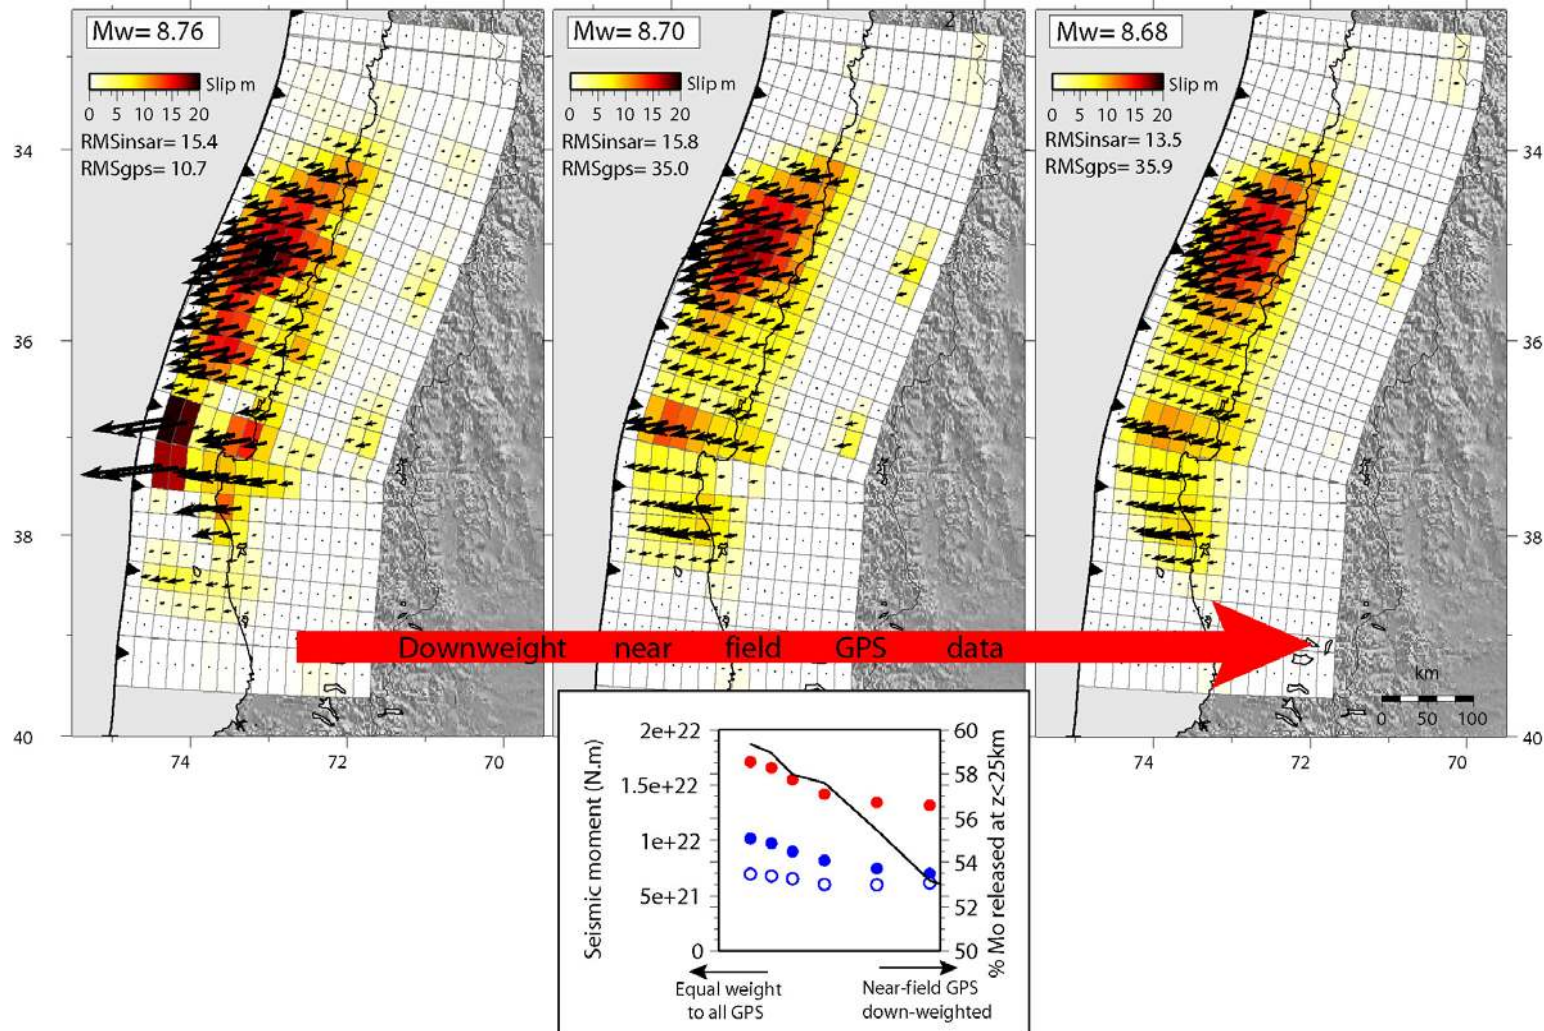 Mw= 8.76
Slip m
0 5 10 15 20
RMSinsar= 15.4
RMSgps= 10.7
Mw= 8.70
Slip m
0 5 10 15 20
RMSinsar= 15.8
RMSgps= 35.0
2
Mw= 8.68
Slip m
0 5 10 15 20
RMSinsar= 13.5
RMSgps= 35.9
34
36
38
40
34
36
38
40
74 72 70
74 72 70
Downweight near field GPS data
km
0 50 100
Seismic moment (N.m)
2e+22
1.5e+22
1e+22
5e+21
0
60
58
56
54
52
50
% Mo released at z<25km
Equal weight
to all GPS
Near-field GPS
down-weighted